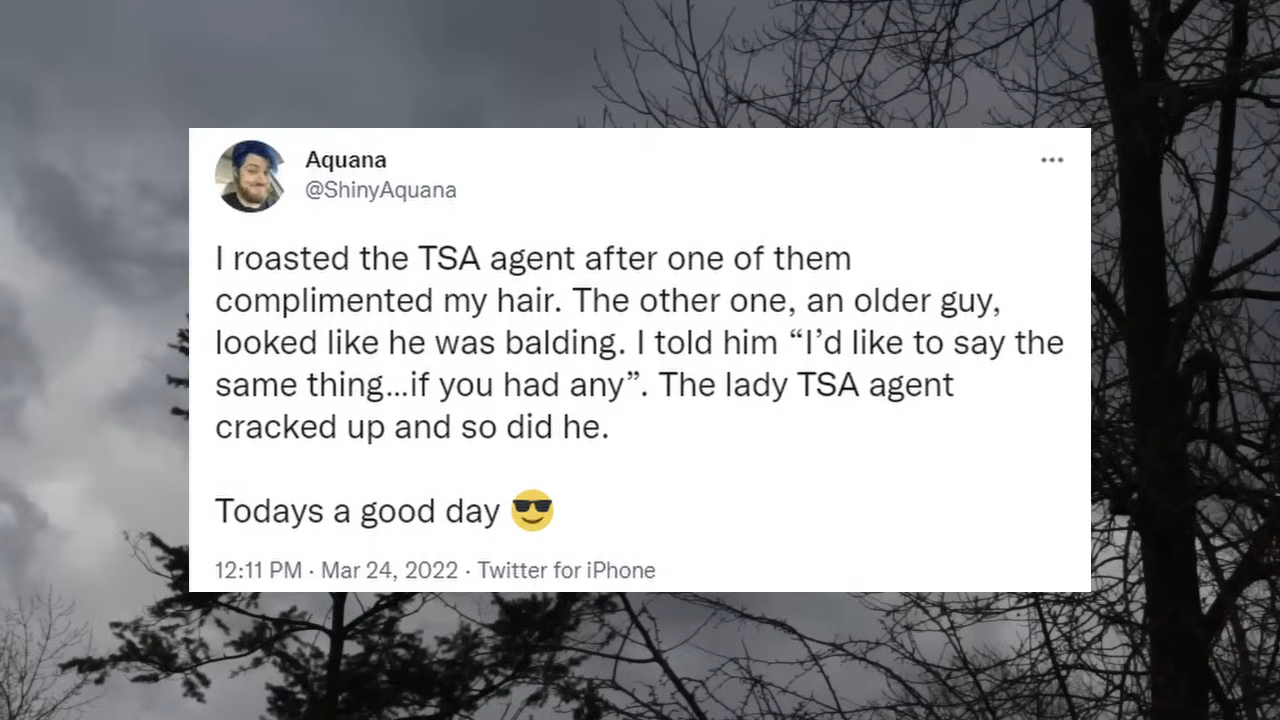 Aquana
@ShinyAquana
I roasted the TSA agent after one of them
complimented my hair. The other one, an older guy,
looked like he was balding. I told him “I’d like to say the
same thing...if you had any”. The lady TSA agent
cracked up and so did he.
Todays a good day 😎
12:11 PM · Mar 24, 2022 · Twitter for iPhone